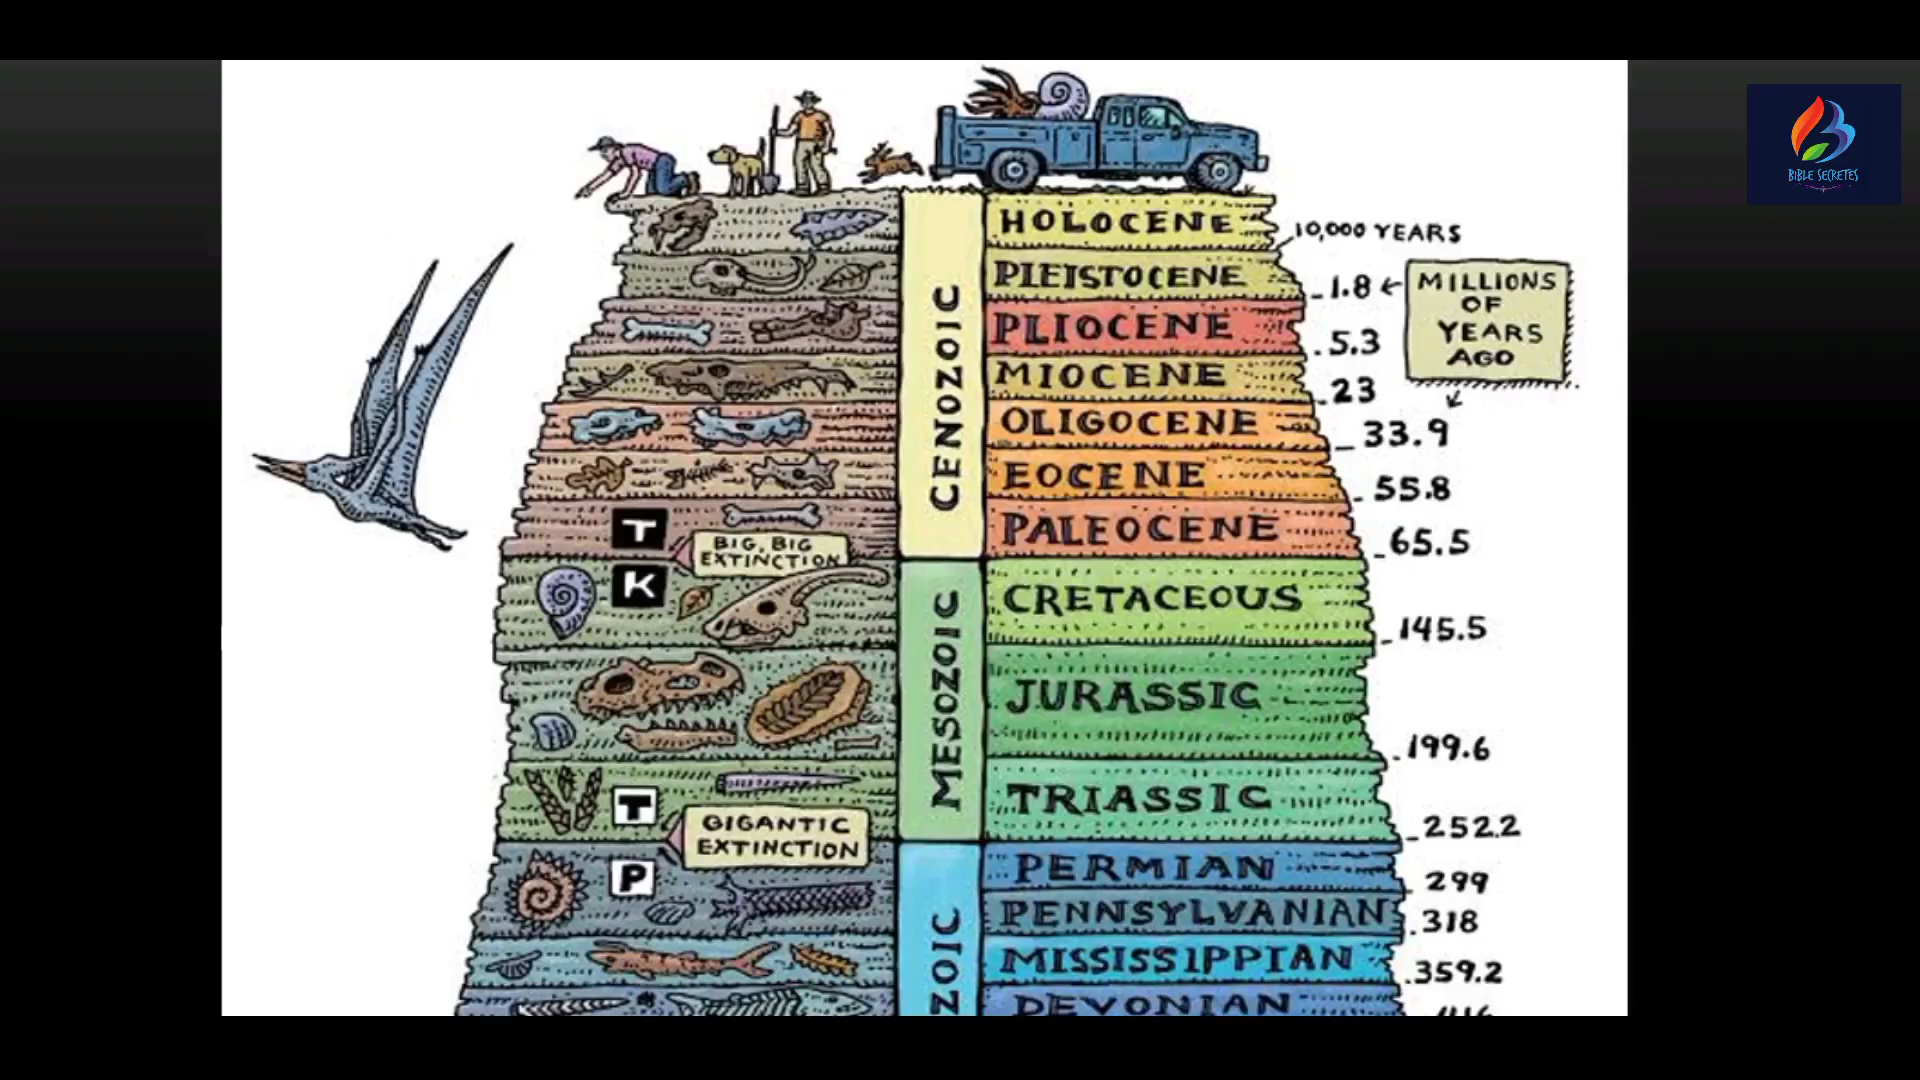 BIBLE SECRETES
HOLOCENE
10,000 YEARS
PLEISTOCENE
1.8
MILLIONS
OF
YEARS
AGO
PLIOCENE
5.3
MIOCENE
23
OLIGOCENE
33.9
EOCENE
55.8
PALEOCENE
65.5
CENOZOIC
T
BIG, BIG
EXTINCTION
K
CRETACEOUS
145.5
JURASSIC
199.6
TRIASSIC
252.2
MESOZOIC
T
GIGANTIC
EXTINCTION
P
PERMIAN
299
PENNSYLVANIAN
318
MISSISSIPPIAN
359.2
DEVONIAN
ZOIC